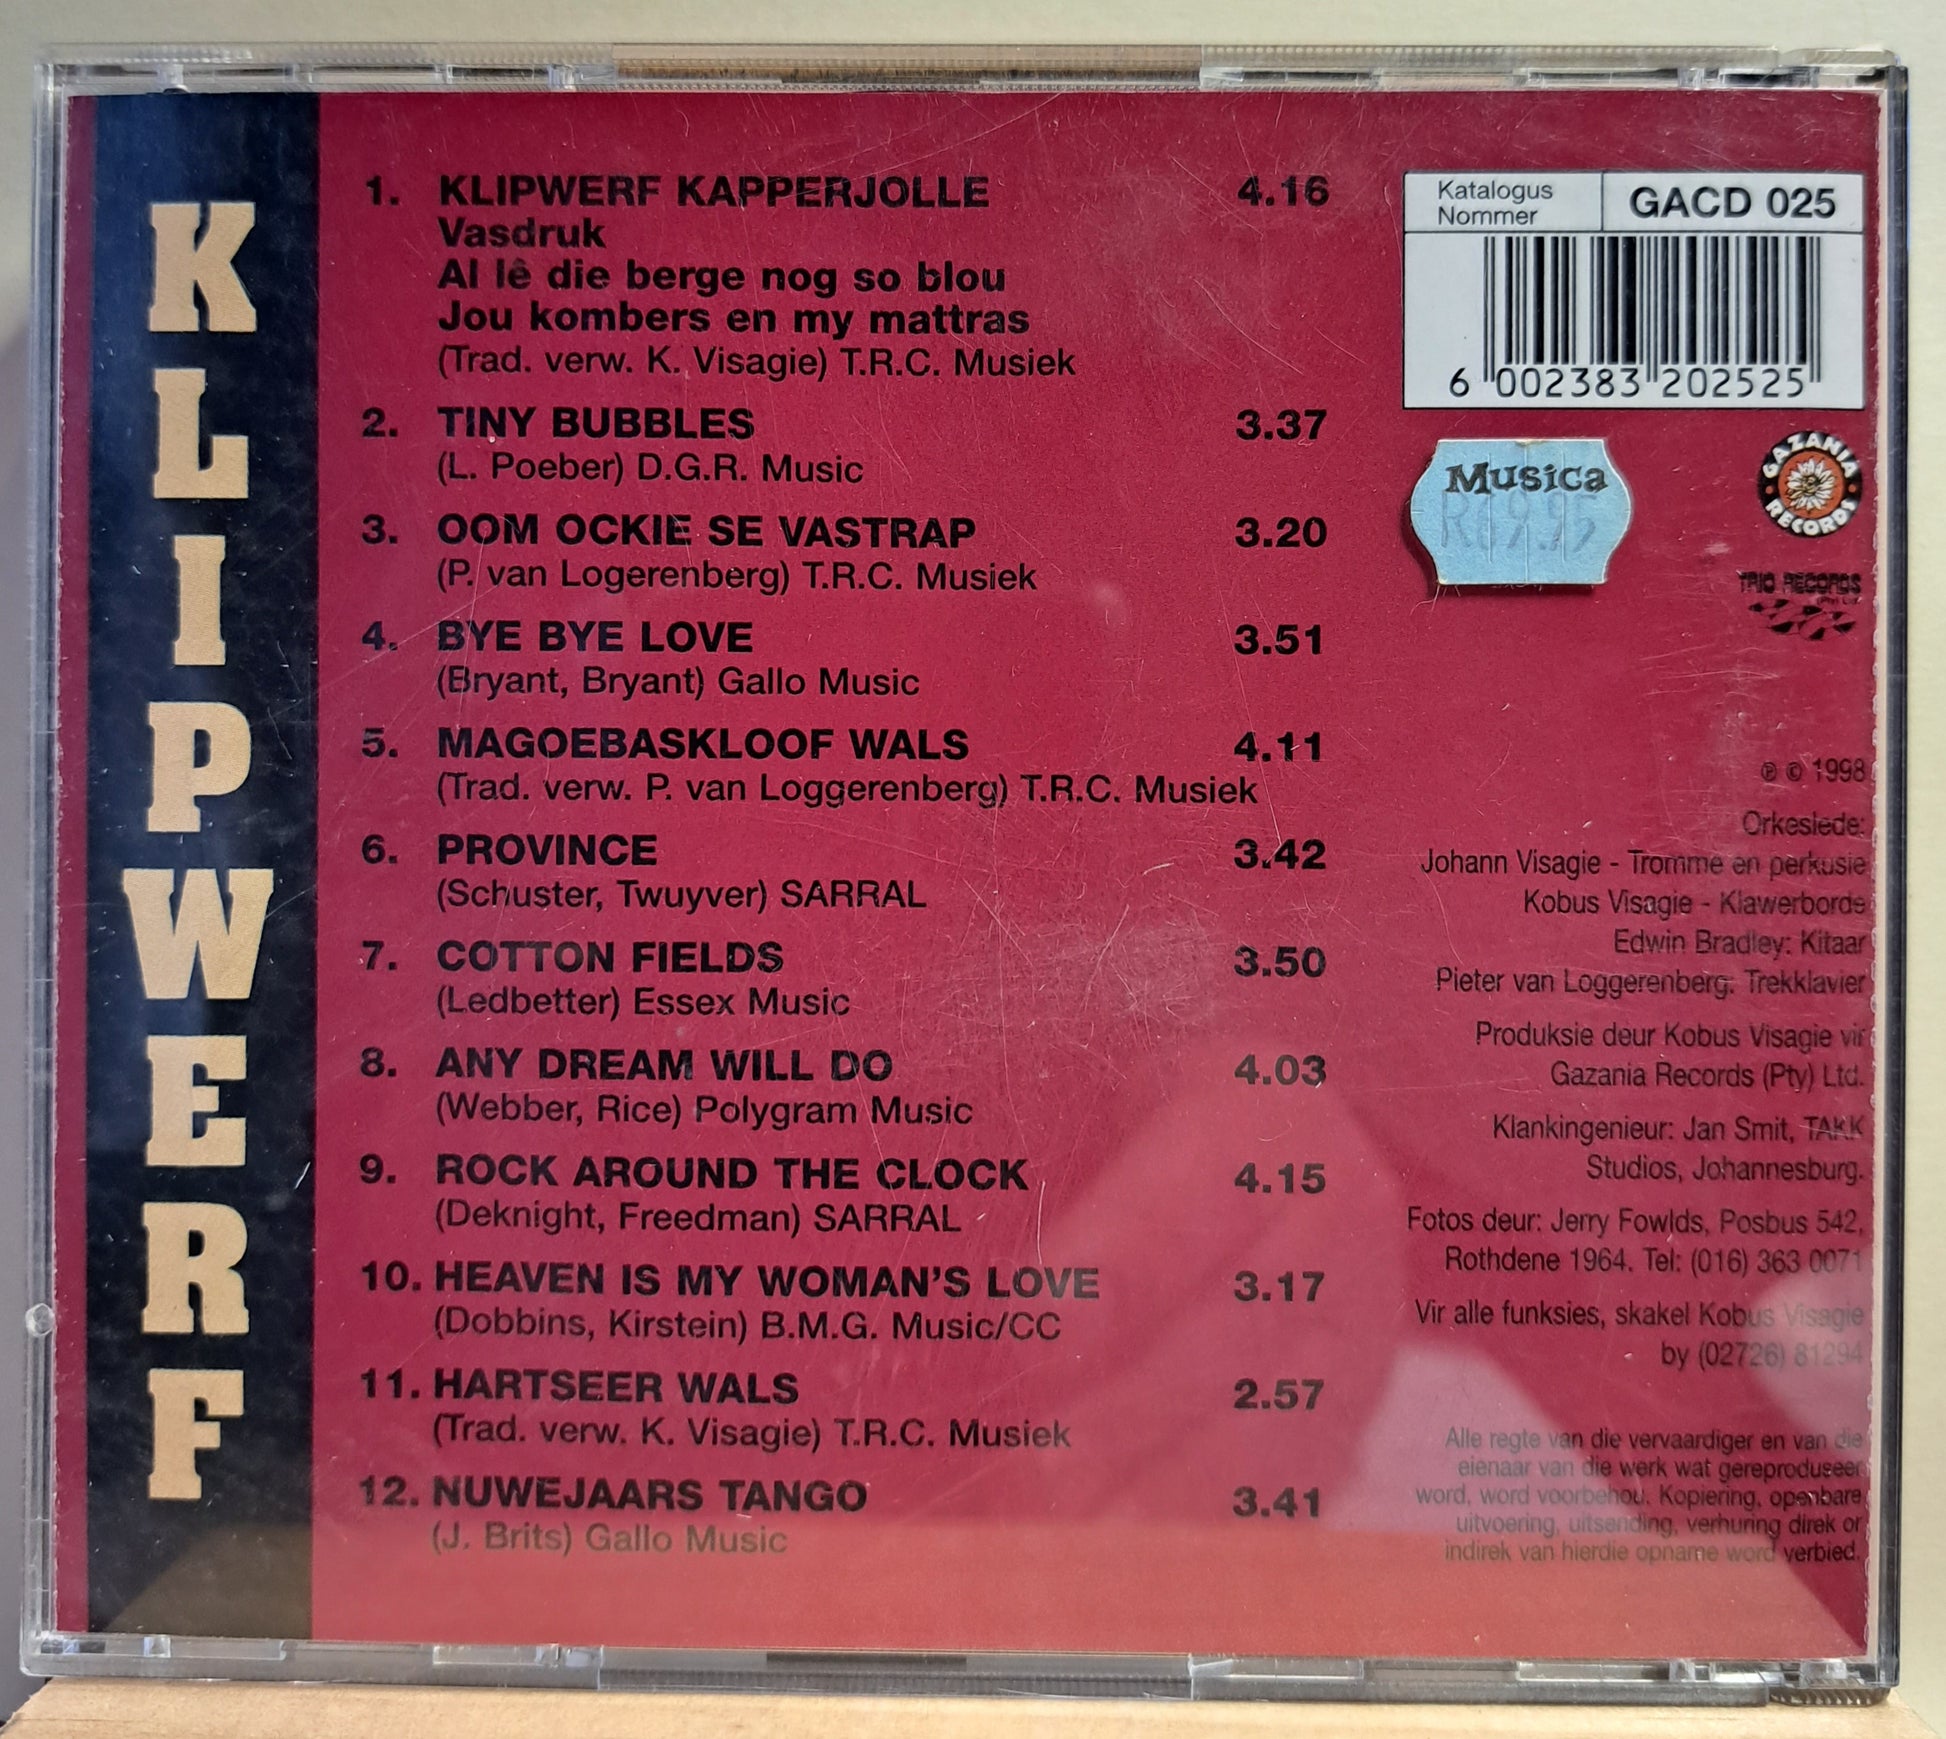 KLIPWERF
1. KLIPWERF KAPPERJOLLE 4.16
Vasdruk
Al lê die berge nog so blou
Jou kombers en my mattras
(Trad. verw. K. Visagie) T.R.C. Musiek
2. TINY BUBBLES 3.37
(L. Poeber) D.G.R. Music
3. OOM OCKIE SE VASTRAP 3.20
(P. van Logerenberg) T.R.C. Musiek
4. BYE BYE LOVE 3.51
(Bryant, Bryant) Gallo Music
5. MAGOEBASKLOOF WALS 4.11
(Trad. verw. P. van Loggerenberg) T.R.C. Musiek
6. PROVINCE 3.42
(Schuster, Twuyver) SARRAL
7. COTTON FIELDS 3.50
(Ledbetter) Essex Music
8. ANY DREAM WILL DO 4.03
(Webber, Rice) Polygram Music
9. ROCK AROUND THE CLOCK 4.15
(Deknight, Freedman) SARRAL
10. HEAVEN IS MY WOMAN'S LOVE 3.17
(Dobbins, Kirstein) B.M.G. Music/CC
11. HARTSEER WALS 2.57
(Trad. verw. K. Visagie) T.R.C. Musiek
12. NUWEJAARS TANGO 3.41
(J. Brits) Gallo Music
Katalogus
Nommer
GACD 025
6 002383 202525
Musica
GAZANIA RECORDS
TRIO RECORDS
(Pty) Ltd.
℗ © 1998
Orkeslede:
Johann Visagie - Tromme en perkusie
Kobus Visagie - Klawerborde
Edwin Bradley: Kitaar
Pieter van Loggerenberg: Trekklavier
Produksie deur Kobus Visagie vir
Gazania Records (Pty) Ltd.
Klankingenieur: Jan Smit, TAKK
Studios, Johannesburg.
Fotos deur: Jerry Fowlds, Posbus 542,
Rothdene 1964. Tel: (016) 363 0071
Vir alle funksies, skakel Kobus Visagie
by (02726) 81294
Alle regte van die vervaardiger en van die
eienaar van die werk wat gereproduseer
word, word voorbehou. Kopiering, openbare
uitvoering, uitsending, verhuring direk or
indirek van hierdie opname word verbied.